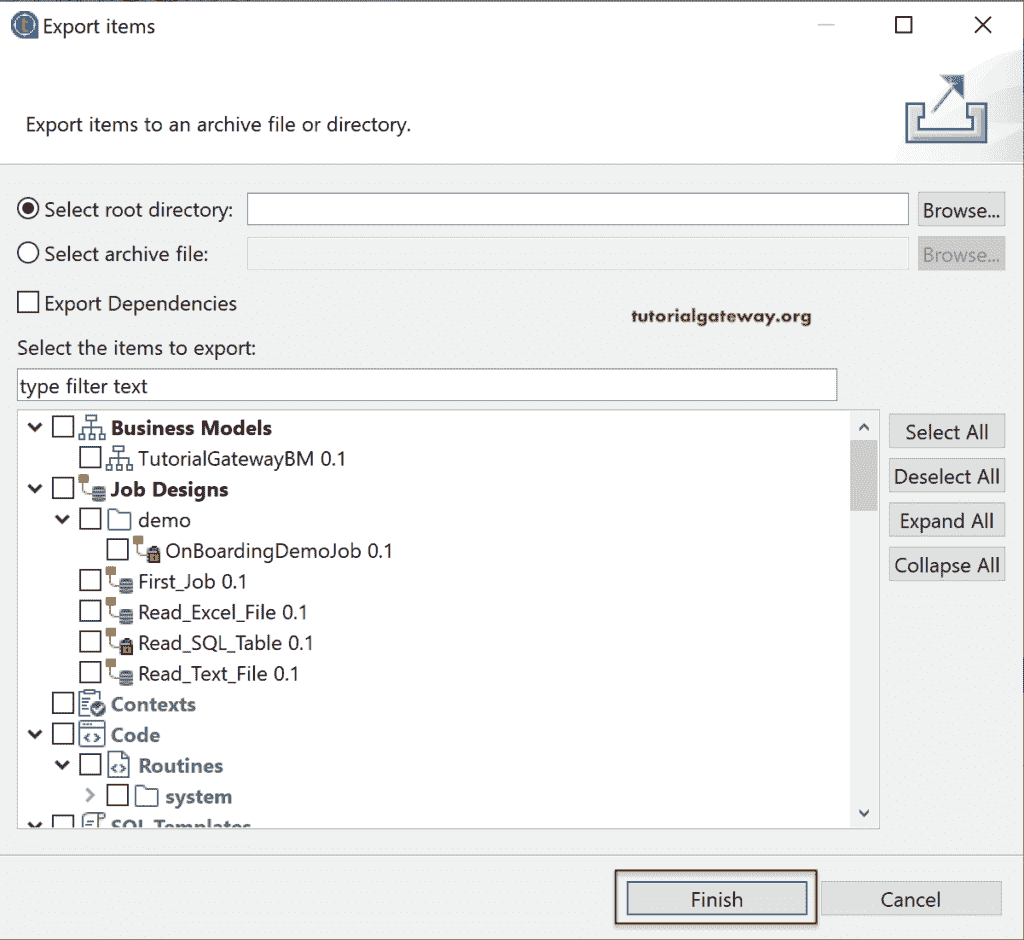 Export items
Export items to an archive file or directory.
Select root directory:
Browse...
Select archive file:
Browse...
Export Dependencies
tutorialgateway.org
Select the items to export:
type filter text
Business Models
Select All
TutorialGatewayBM 0.1
Deselect All
Job Designs
demo
Expand All
OnBoardingDemoJob 0.1
Collapse All
First_Job 0.1
Read_Excel_File 0.1
Read_SQL_Table 0.1
Read_Text_File 0.1
Contexts
Code
Routines
system
SQL Templates
Finish
Cancel